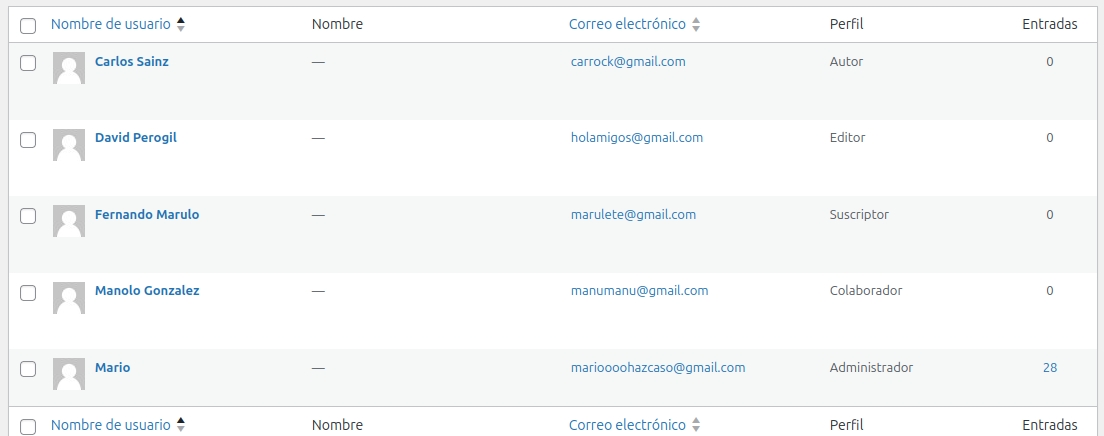 Nombre de usuario Nombre Correo electrónico Perfil Entradas
Carlos Sainz — carrock@gmail.com Autor 0
David Perogil — holamigos@gmail.com Editor 0
Fernando Marulo — marulete@gmail.com Suscriptor 0
Manolo Gonzalez — manumanu@gmail.com Colaborador 0
Mario — marioooohazcaso@gmail.com Administrador 28
Nombre de usuario Nombre Correo electrónico Perfil Entradas